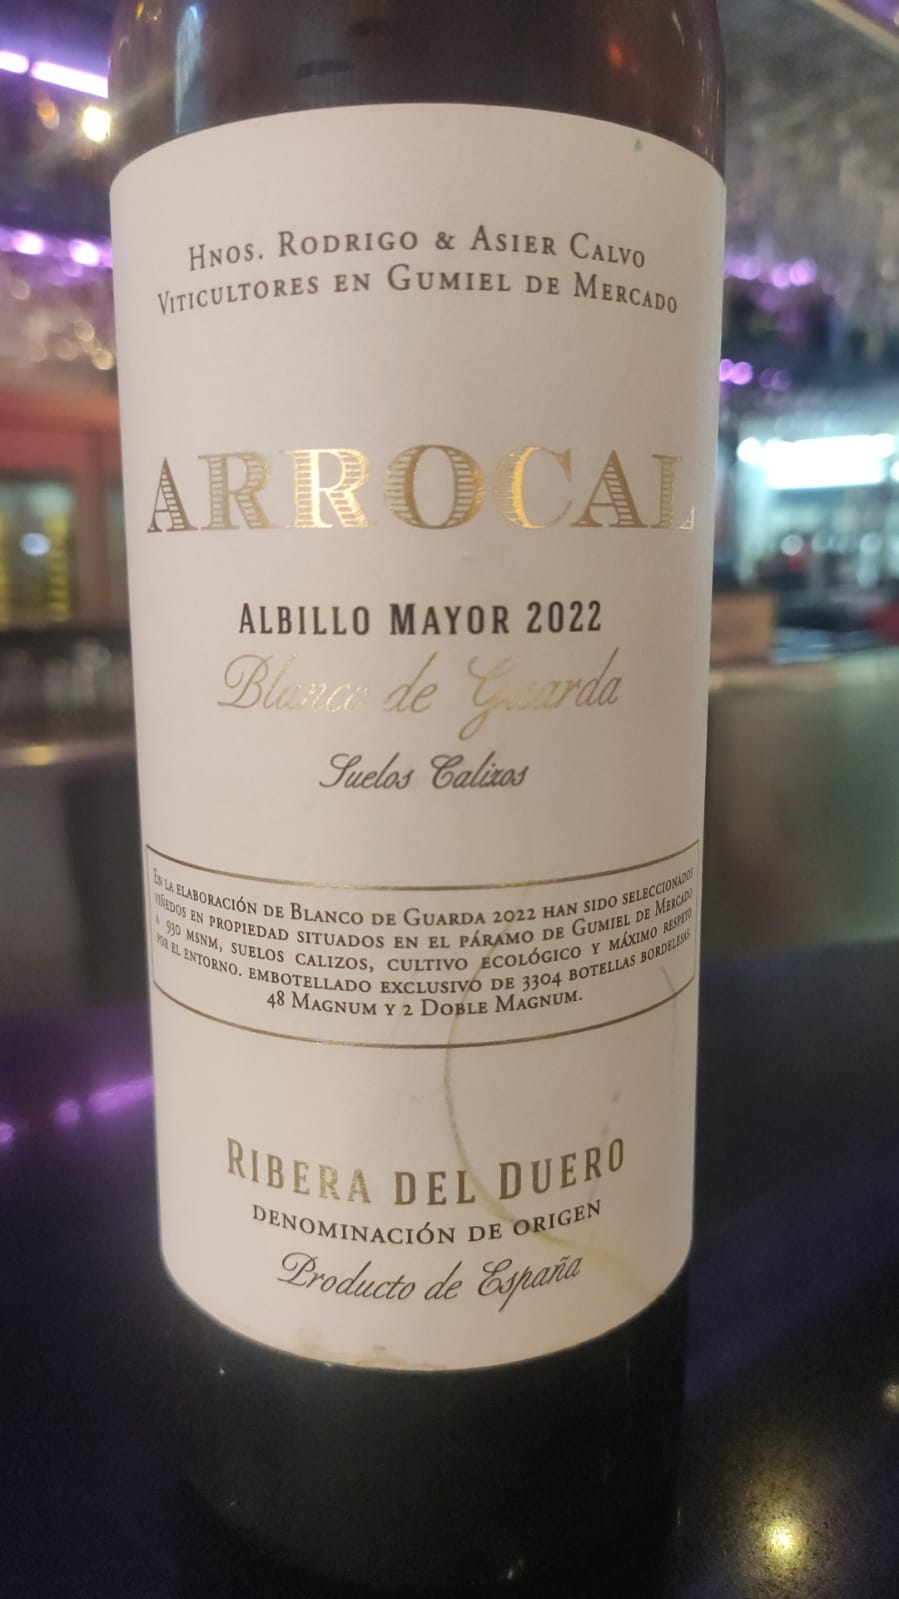 Hnos. Rodrigo & Asier Calvo
Viticultores en Gumiel de Mercado
ARROCAL
Albillo Mayor 2022
Blanco de Guarda
Suelos Calizos
En la elaboración de Blanco de Guarda 2022 han sido seleccionados
viñedos en propiedad situados en el páramo de Gumiel de Mercado
a 930 msnm, suelos calizos, cultivo ecológico y máximo respeto
por el entorno. embotellado exclusivo de 3304 botellas bordelesas,
48 Magnum y 2 Doble Magnum.
Ribera del Duero
denominación de origen
Producto de España